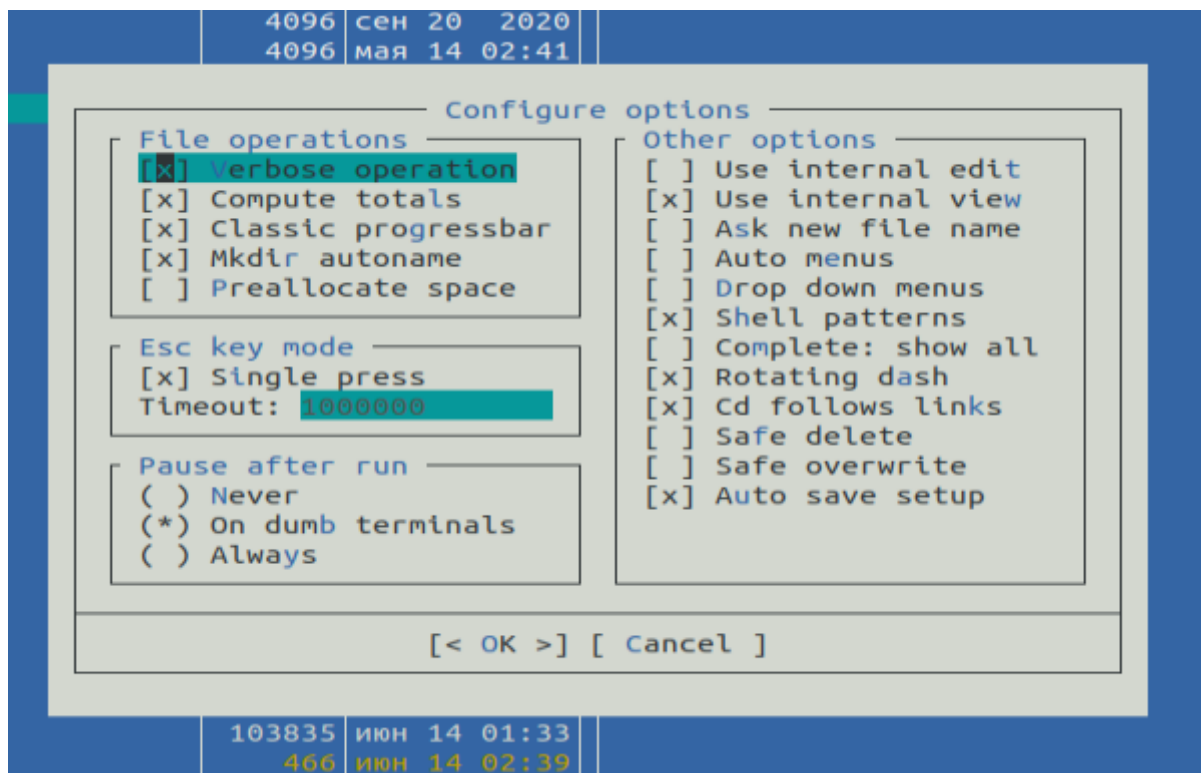 4096 сен 20 2020
4096 мая 14 02:41
Configure options
File operations
[x] Verbose operation
[x] Compute totals
[x] Classic progressbar
[x] Mkdir autoname
[ ] Preallocate space
Esc key mode
[x] Single press
Timeout: 1000000
Pause after run
( ) Never
(*) On dumb terminals
( ) Always
Other options
[ ] Use internal edit
[x] Use internal view
[ ] Ask new file name
[ ] Auto menus
[ ] Drop down menus
[x] Shell patterns
[ ] Complete: show all
[x] Rotating dash
[x] Cd follows links
[ ] Safe delete
[ ] Safe overwrite
[x] Auto save setup
[< OK >] [ Cancel ]
103835 июн 14 01:33
466 июн 14 02:39